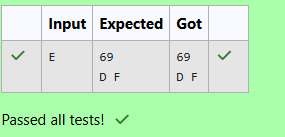 Input Expected Got
E 69 69
D F D F
Passed all tests!